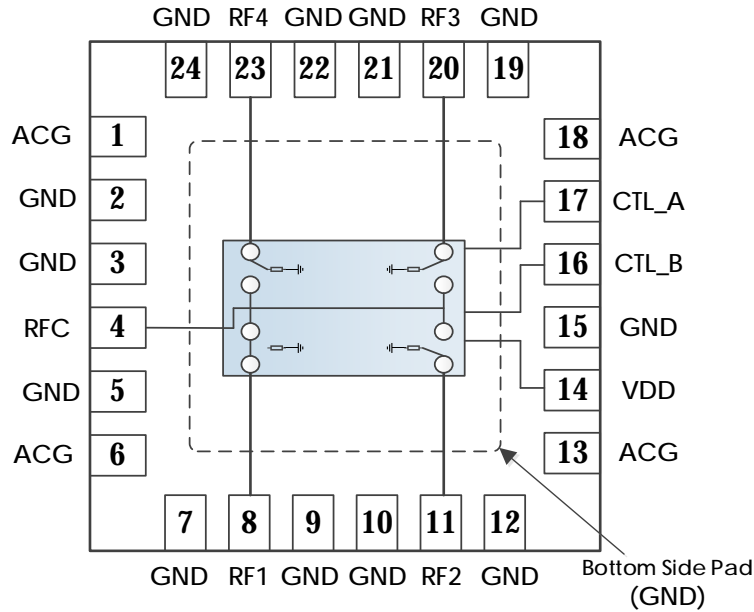 GND RF4 GND GND RF3 GND
24 23 22 21 20 19
ACG 1
18 ACG
GND 2
17 CTL_A
GND 3
16 CTL_B
RFC 4
15 GND
GND 5
14 VDD
ACG 6
13 ACG
7 8 9 10 11 12
GND RF1 GND GND RF2 GND
Bottom Side Pad
(GND)